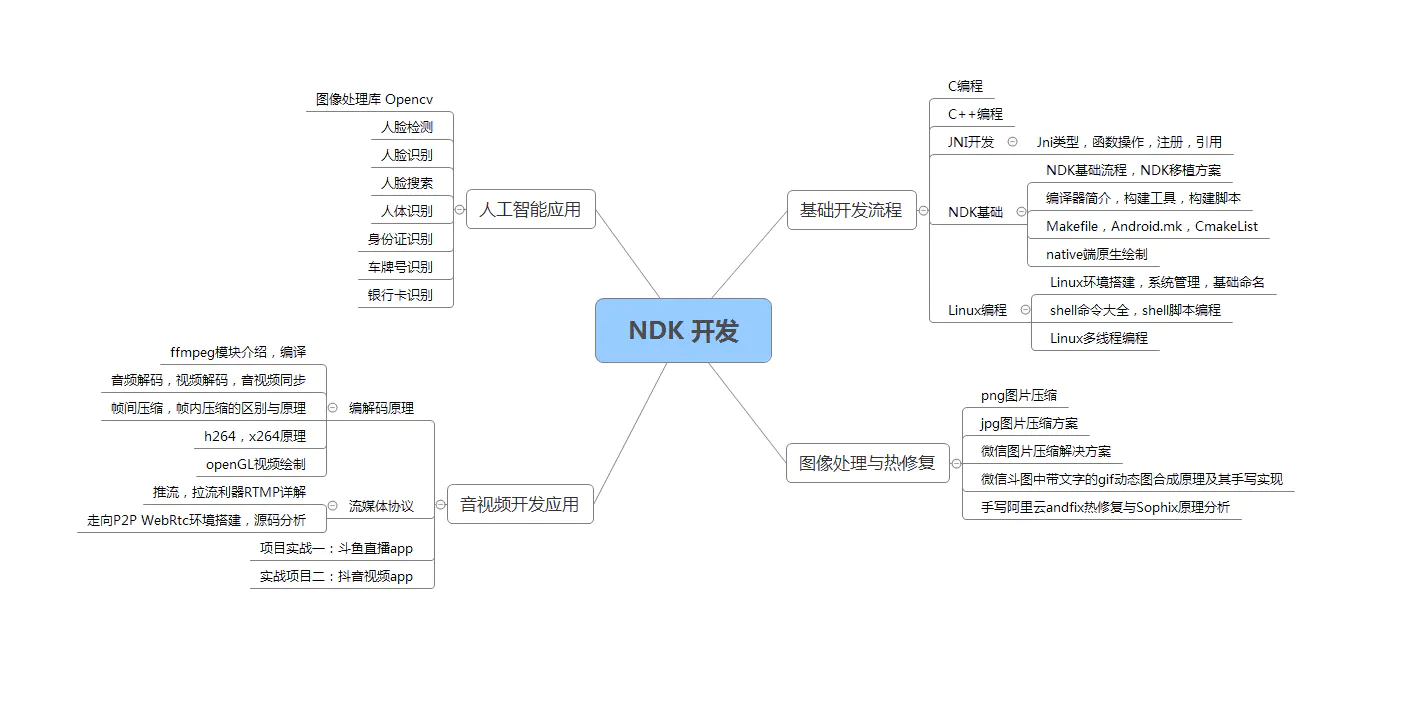 NDK 开发
基础开发流程
C编程
C++编程
JNI开发
Jni类型，函数操作，注册，引用
NDK基础
NDK基础流程，NDK移植方案
编译器简介，构建工具，构建脚本
Makefile，Android.mk，CmakeList
native端原生绘制
Linux编程
Linux环境搭建，系统管理，基础命名
shell命令大全，shell脚本编程
Linux多线程编程
图像处理与热修复
png图片压缩
jpg图片压缩方案
微信图片压缩解决方案
微信斗图中带文字的gif动态图合成原理及其手写实现
手写阿里云andfix热修复与Sophix原理分析
人工智能应用
图像处理库 Opencv
人脸检测
人脸识别
人脸搜索
人体识别
身份证识别
车牌号识别
银行卡识别
音视频开发应用
编解码原理
ffmpeg模块介绍，编译
音频解码，视频解码，音视频同步
帧间压缩，帧内压缩的区别与原理
h264，x264原理
openGL视频绘制
流媒体协议
推流，拉流利器RTMP详解
走向P2P WebRtc环境搭建，源码分析
项目实战一：斗鱼直播app
实战项目二：抖音视频app